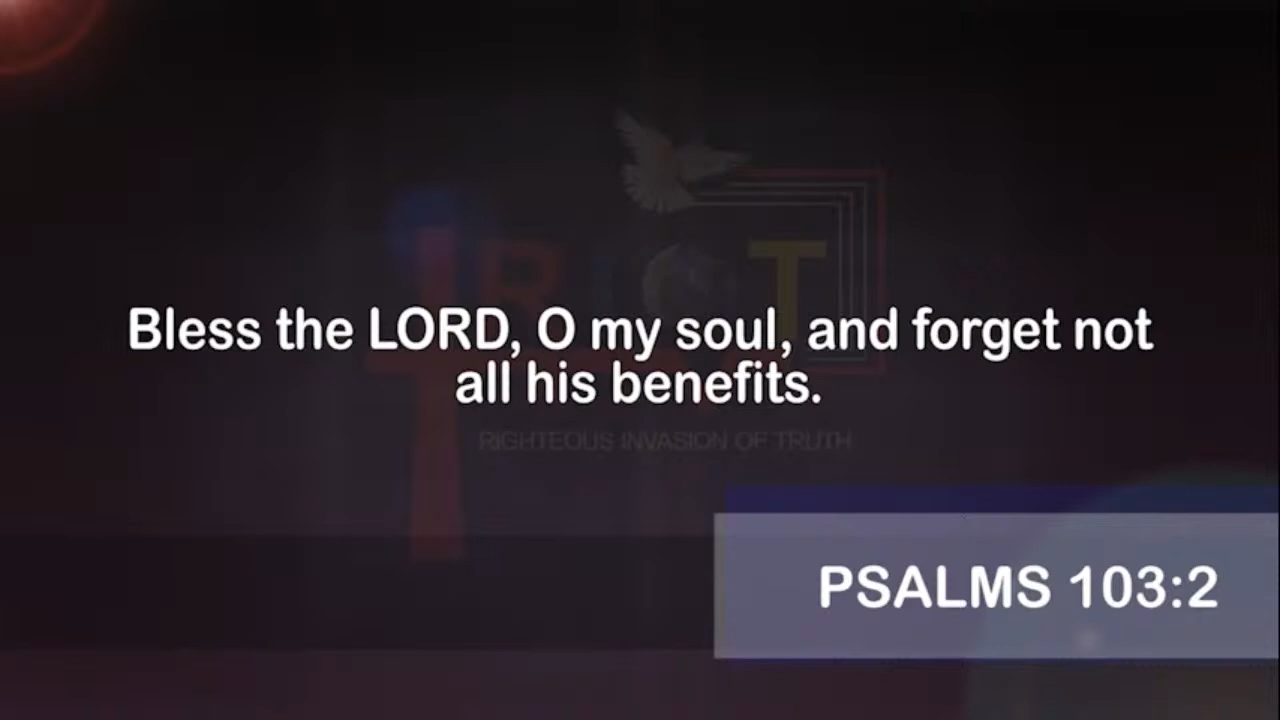 R T
Bless the LORD, O my soul, and forget not
all his benefits.
RIGHTEOUS INVASION OF TRUTH
PSALMS 103:2